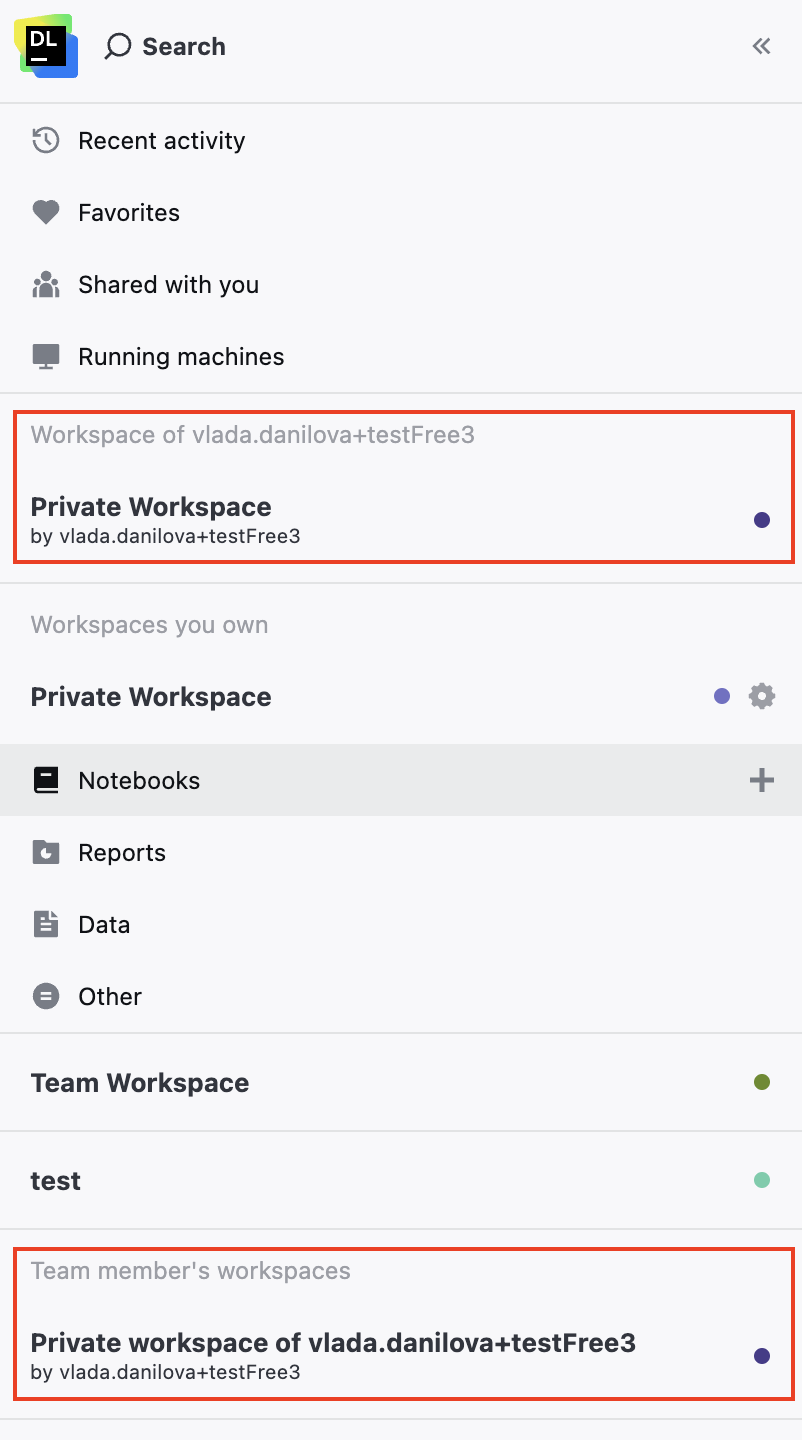 DL
Search
Recent activity
Favorites
Shared with you
Running machines
Workspace of vlada.danilova+testFree3
Private Workspace
by vlada.danilova+testFree3
Workspaces you own
Private Workspace
Notebooks
Reports
Data
Other
Team Workspace
test
Team member's workspaces
Private workspace of vlada.danilova+testFree3
by vlada.danilova+testFree3